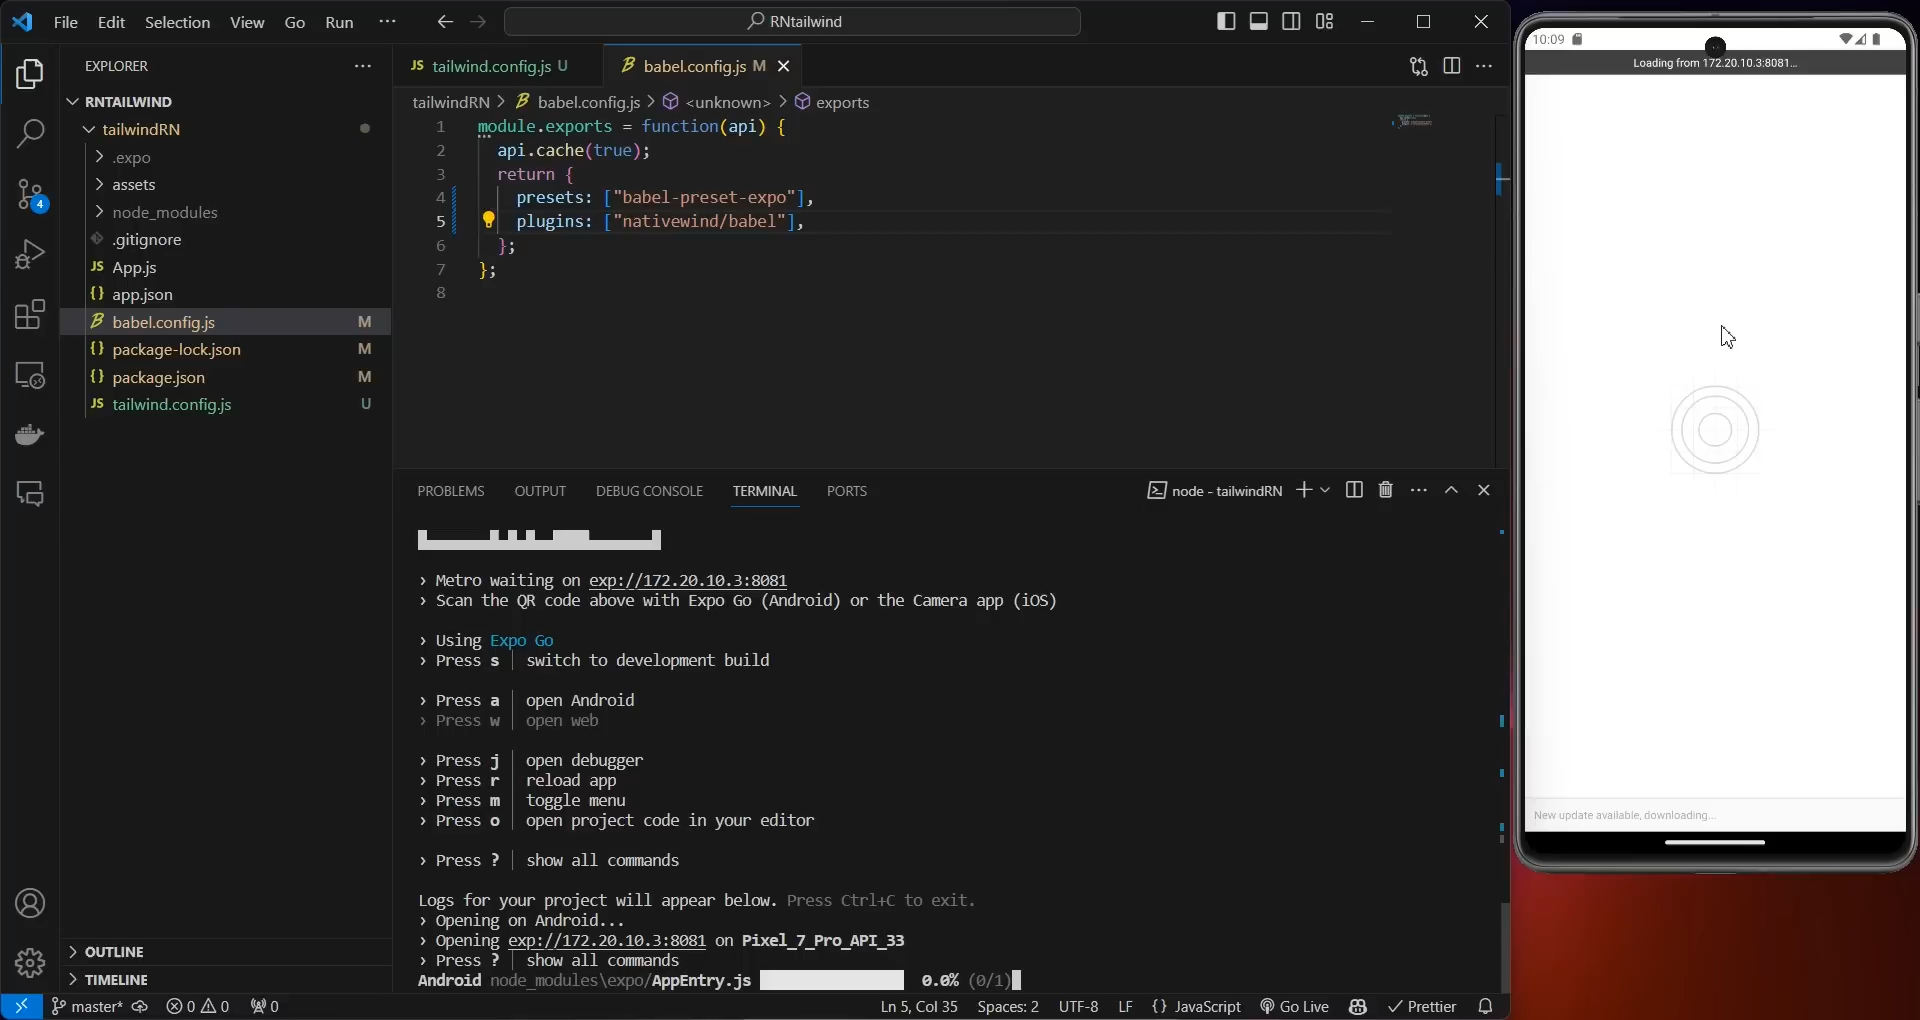 File Edit Selection View Go Run ···
RNtailwind
EXPLORER ···
RNTAILWIND
tailwindRN
.expo
assets
node_modules
.gitignore
JS App.js
{} app.json
babel.config.js M
{} package-lock.json M
{} package.json M
JS tailwind.config.js U
OUTLINE
TIMELINE
4
JS tailwind.config.js U
babel.config.js M
tailwindRN > babel.config.js > <unknown> > exports
1 module.exports = function(api) {
2 api.cache(true);
3 return {
4 presets: ["babel-preset-expo"],
5 plugins: ["nativewind/babel"],
6 };
7 };
8
PROBLEMS OUTPUT DEBUG CONSOLE TERMINAL PORTS
node - tailwindRN
› Metro waiting on exp://172.20.10.3:8081
› Scan the QR code above with Expo Go (Android) or the Camera app (iOS)
› Using Expo Go
› Press s │ switch to development build
› Press a │ open Android
› Press w │ open web
› Press j │ open debugger
› Press r │ reload app
› Press m │ toggle menu
› Press o │ open project code in your editor
› Press ? │ show all commands
Logs for your project will appear below. Press Ctrl+C to exit.
› Opening on Android...
› Opening exp://172.20.10.3:8081 on Pixel_7_Pro_API_33
› Press ? │ show all commands
Android node_modules\expo/AppEntry.js 0.0% (0/1)
master* 0 0 0
Ln 5, Col 35 Spaces: 2 UTF-8 LF {} JavaScript Go Live Prettier
10:09
Loading from 172.20.10.3:8081...
New update available, downloading...